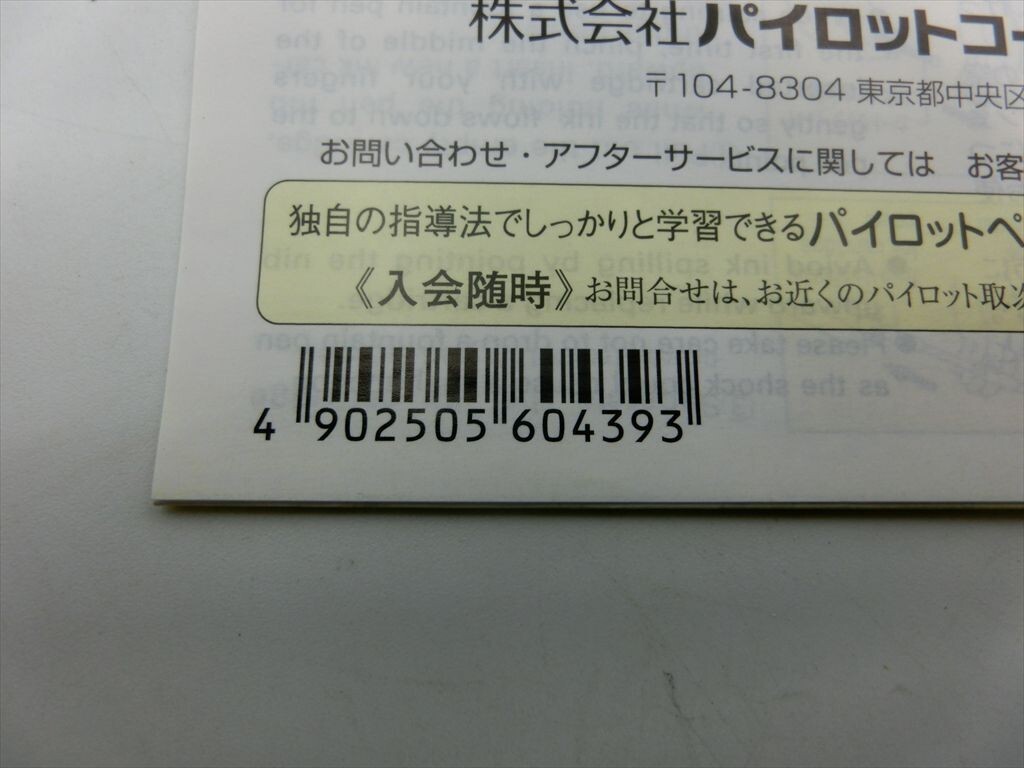 株式会社パイロットコー
〒104-8304 東京都中央区
お問い合わせ・アフターサービスに関しては お客
独自の指導法でしっかりと学習できるパイロットペ
《入会随時》お問合せは、お近くのパイロット取次
4 902505 604393